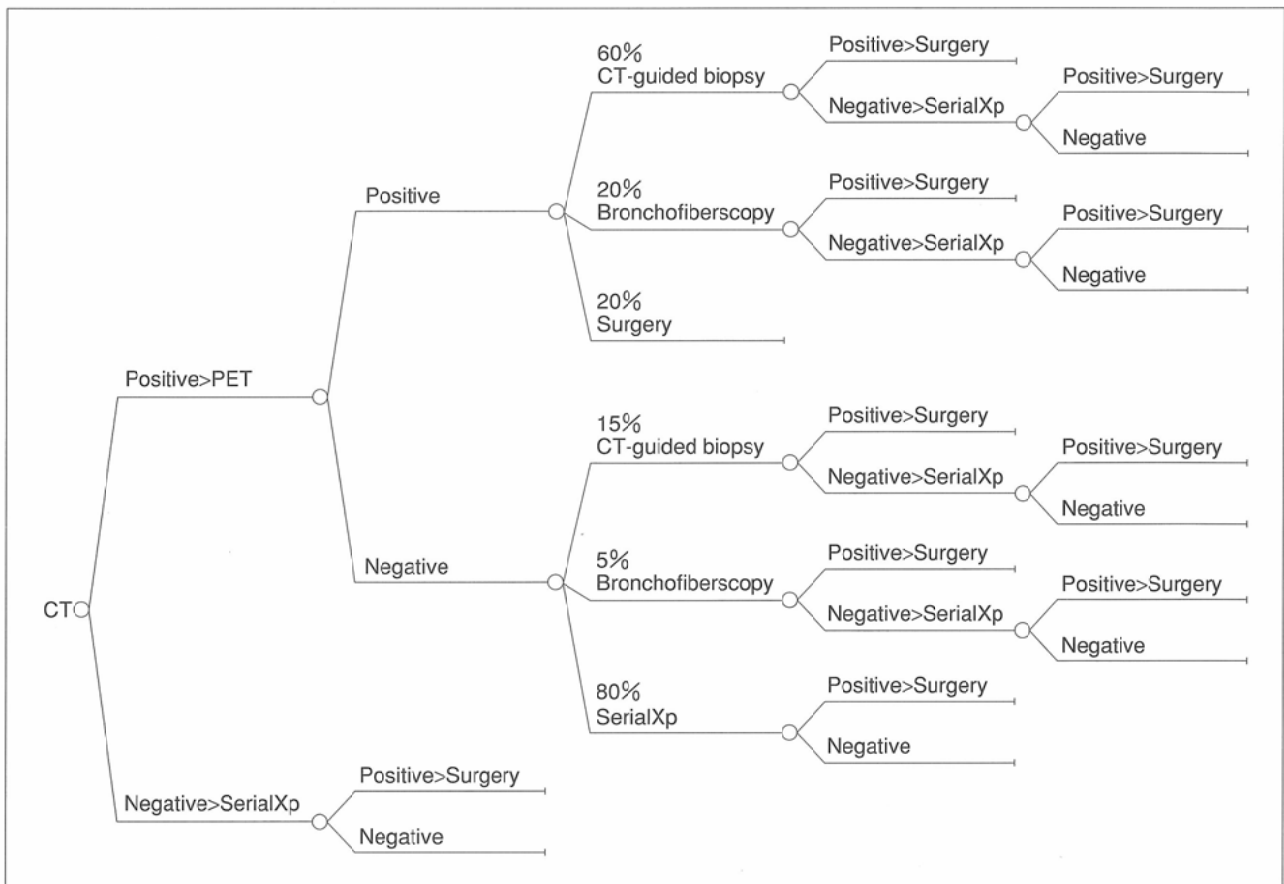 60%
CT-guided biopsy
Positive>Surgery
Negative>SerialXp
Positive>Surgery
Negative
Positive
20%
Bronchofiberscopy
Positive>Surgery
Negative>SerialXp
Positive>Surgery
Negative
20%
Surgery
Positive>PET
15%
CT-guided biopsy
Positive>Surgery
Negative>SerialXp
Positive>Surgery
Negative
Negative
5%
Bronchofiberscopy
Positive>Surgery
Negative>SerialXp
Positive>Surgery
Negative
CT
80%
SerialXp
Positive>Surgery
Negative
Negative>SerialXp
Positive>Surgery
Negative